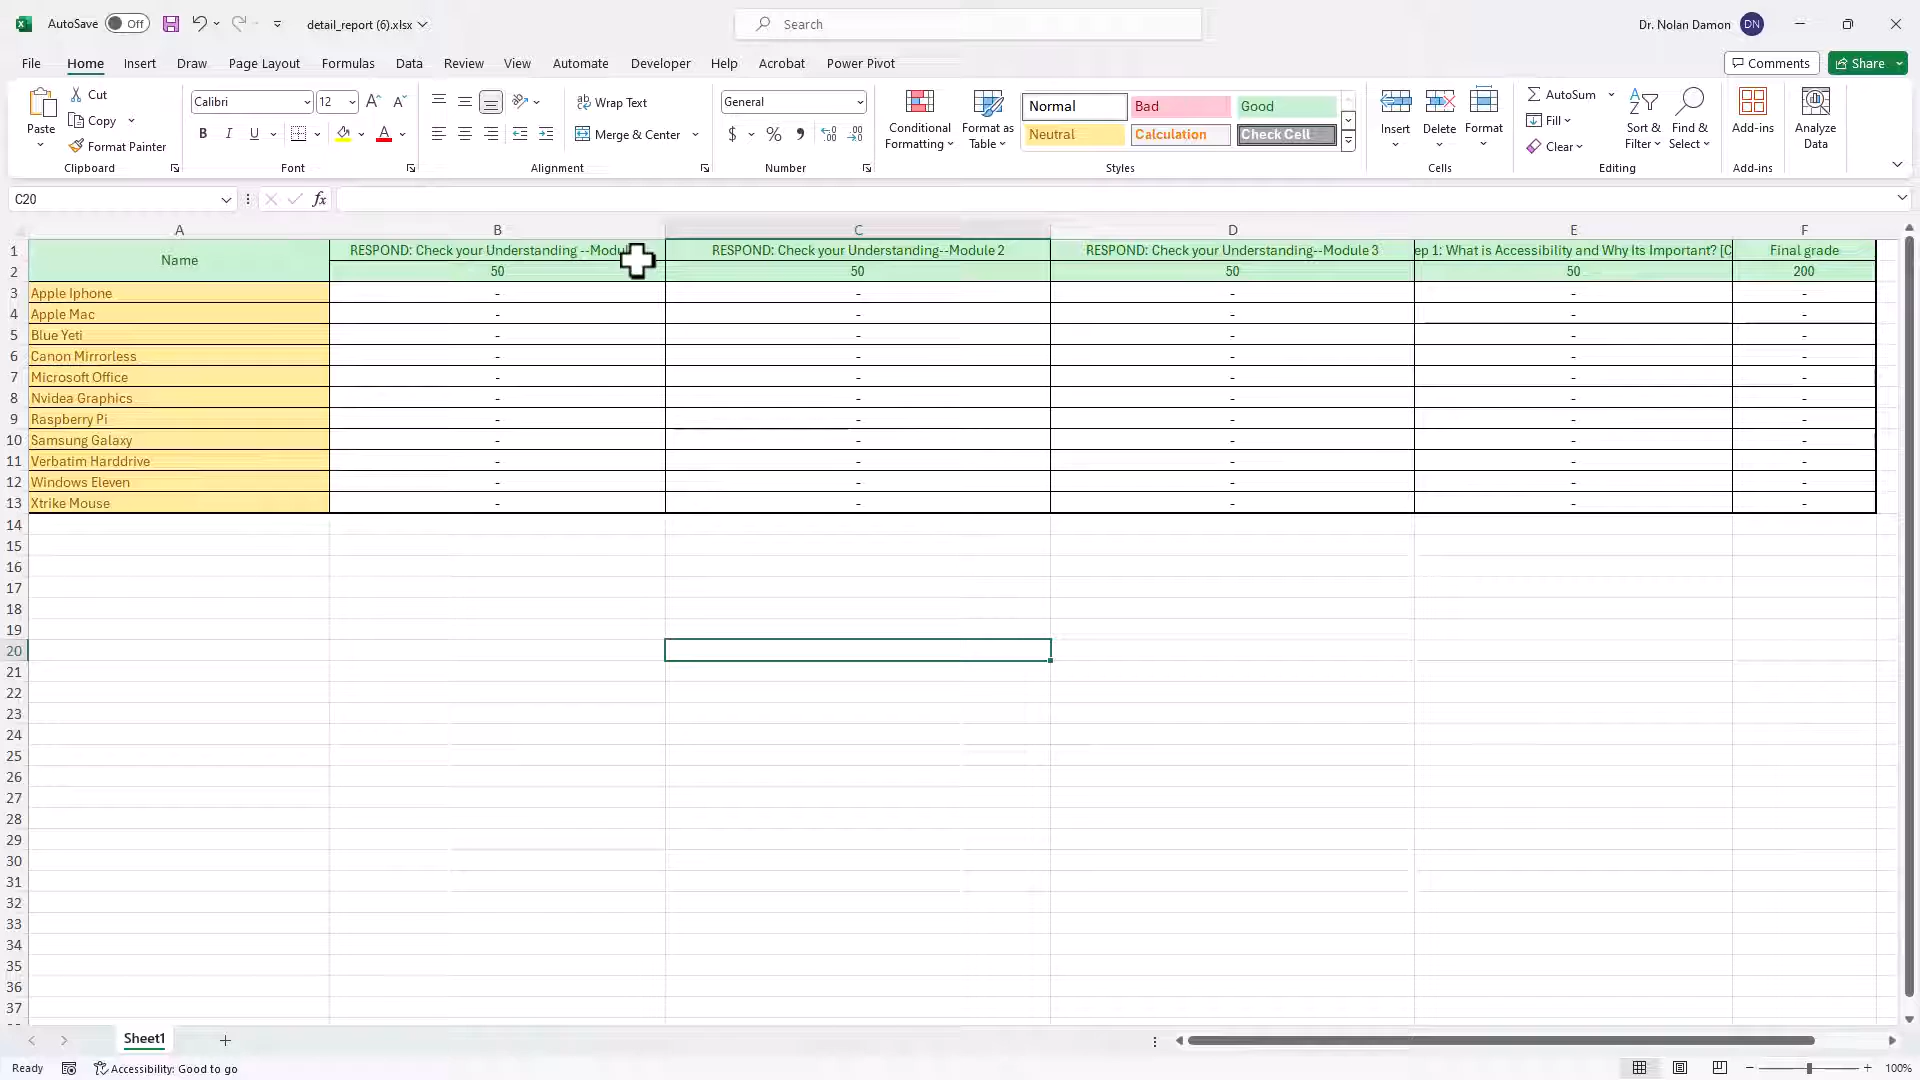 AutoSave Off detail_report (6).xlsx Search Dr. Nolan Damon DN
File Home Insert Draw Page Layout Formulas Data Review View Automate Developer Help Acrobat Power Pivot Comments Share
Paste Cut Copy Format Painter Clipboard
Calibri 12 B I U A Font
Wrap Text Merge & Center Alignment
General $ % , Number
Conditional Formatting Format as Table Normal Bad Good Neutral Calculation Check Cell Styles
Insert Delete Format Cells
AutoSum Fill Clear Sort & Filter Find & Select Editing
Add-ins Add-ins
Analyze Data
C20 fx
A B C D E F
1 Name RESPOND: Check your Understanding --Modu RESPOND: Check your Understanding--Module 2 RESPOND: Check your Understanding--Module 3 ep 1: What is Accessibility and Why Its Important? [C Final grade
2 50 50 50 50 200
3 Apple Iphone - - - - -
4 Apple Mac - - - - -
5 Blue Yeti - - - - -
6 Canon Mirrorless - - - - -
7 Microsoft Office - - - - -
8 Nvidea Graphics - - - - -
9 Raspberry Pi - - - - -
10 Samsung Galaxy - - - - -
11 Verbatim Harddrive - - - - -
12 Windows Eleven - - - - -
13 Xtrike Mouse - - - - -
14
15
16
17
18
19
20
21
22
23
24
25
26
27
28
29
30
31
32
33
34
35
36
37
Sheet1
Ready Accessibility: Good to go 100%